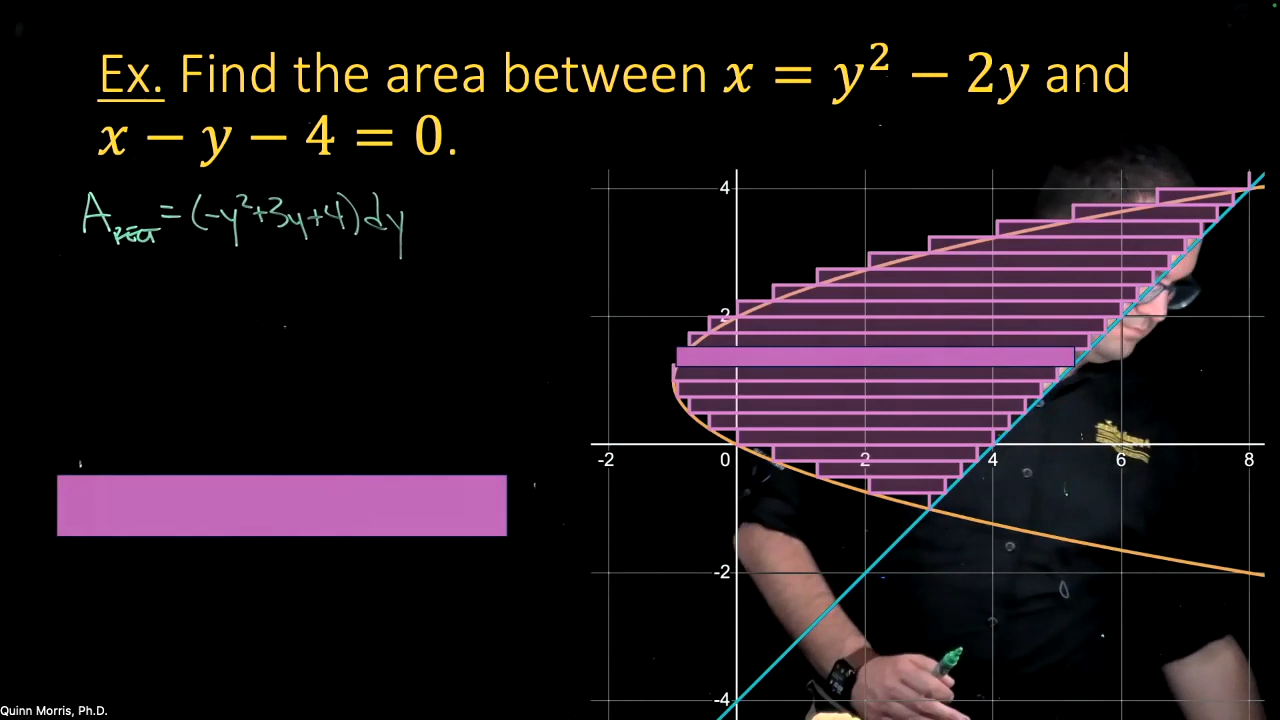 Ex. Find the area between x = y² − 2y and
x − y − 4 = 0.
A_RECT = (-y²+3y+4)dy
4
2
-2 0 2 4 6 8
-2
-4
Quinn Morris, Ph.D.